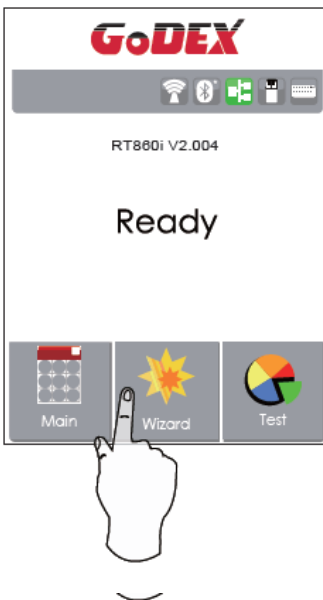 GoDEX
RT860i V2.004
Ready
Main
Wizard
Test